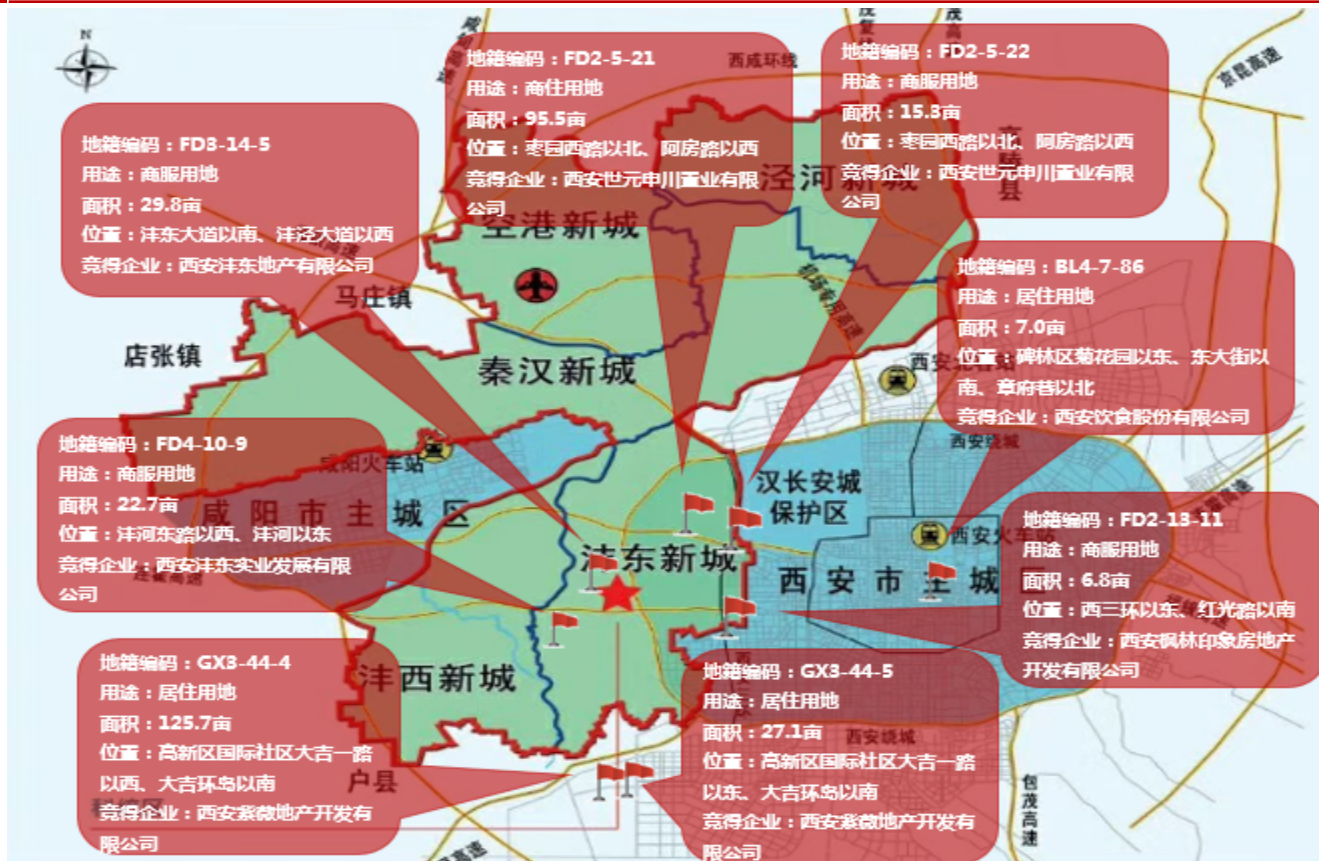 N
西咸环线
京昆高速
地籍编码：FD2-5-21
用途：商住用地
面积：95.5亩
位置：枣园西路以北、阿房路以西
竞得企业：西安世元申川置业有限
公司
地籍编码：FD2-5-22
用途：商服用地
面积：15.3亩
位置：枣园西路以北、阿房路以西
竞得企业：西安世元申川置业有限
公司
地籍编码：FD3-14-5
用途：商服用地
面积：29.8亩
位置：沣东大道以南、沣泾大道以西
竞得企业：西安沣东地产有限公司
泾河新城
空港新城
机场专用高速
马庄镇
店张镇
秦汉新城
地籍编码：BL4-7-86
用途：居住用地
面积：7.0亩
位置：碑林区菊花园以东、东大街以
南、章府巷以北
竞得企业：西安饮食股份有限公司
西安北客站
西安绕城
地籍编码：FD4-10-9
用途：商服用地
面积：22.7亩
位置：沣河东路以西、沣河以东
竞得企业：西安沣东实业发展有限
公司
咸阳火车站
咸阳市主城区
汉长安城
保护区
西安火车站
沣东新城
西安市主城区
连霍高速
地籍编码：FD2-13-11
用途：商服用地
面积：6.8亩
位置：西三环以东、红光路以南
竞得企业：西安枫林印象房地产
开发有限公司
沣西新城
地籍编码：GX3-44-4
用途：居住用地
面积：125.7亩
位置：高新区国际社区大吉一路
以西、大吉环岛以南
竞得企业：西安紫薇地产开发有
限公司
户县
地籍编码：GX3-44-5
用途：居住用地
面积：27.1亩
位置：高新区国际社区大吉一路
以东、大吉环岛以南
竞得企业：西安紫薇地产开发有
限公司
西安绕城
包茂高速